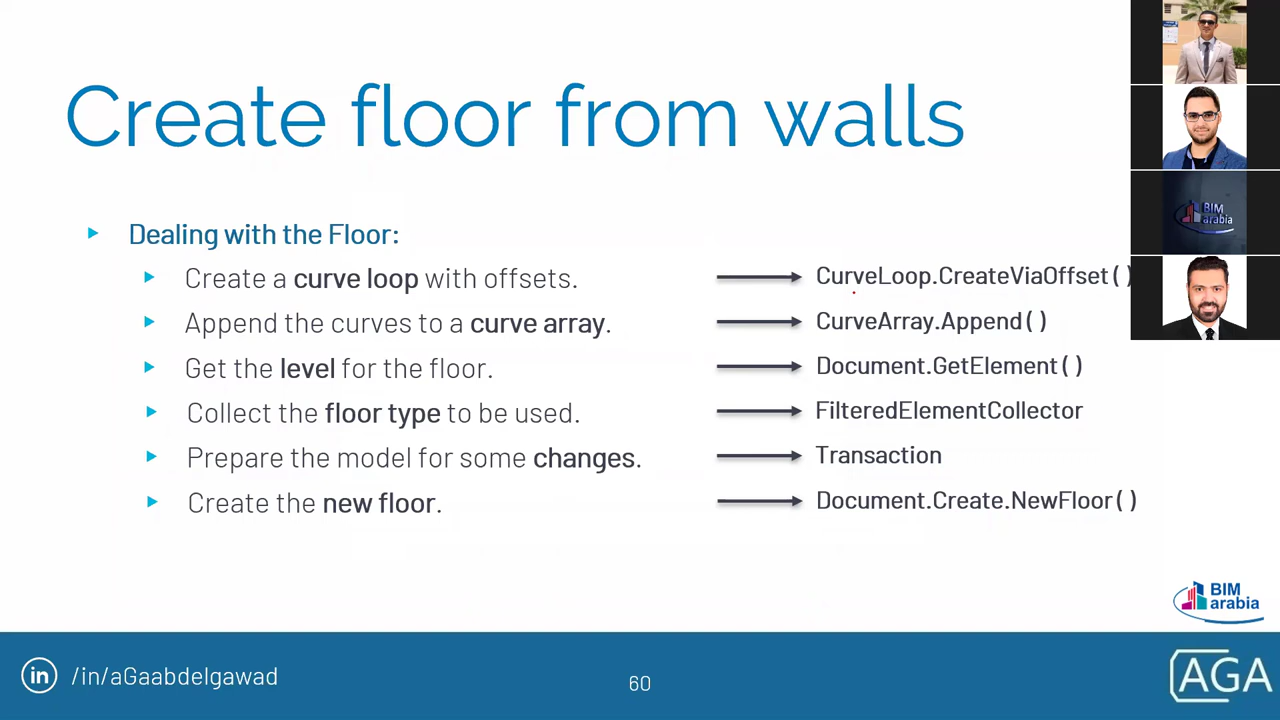 Create floor from walls
Dealing with the Floor:
Create a curve loop with offsets.
CurveLoop.CreateViaOffset()
Append the curves to a curve array.
CurveArray.Append()
Get the level for the floor.
Document.GetElement()
Collect the floor type to be used.
FilteredElementCollector
Prepare the model for some changes.
Transaction
Create the new floor.
Document.Create.NewFloor()
BIM
arabia
BIM
arabia
in /in/aGaabdelgawad
60
AGA